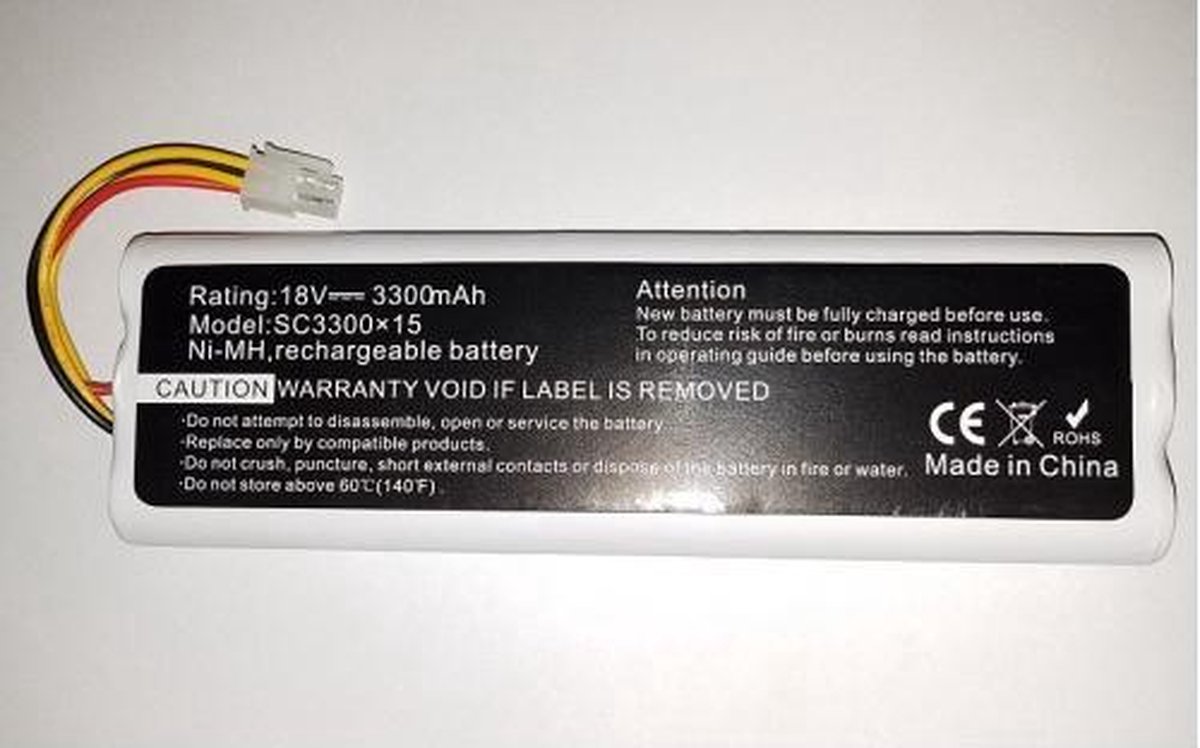 Rating:18V⎓ 3300mAh
Model:SC3300×15
Ni-MH,rechargeable battery
Attention
New battery must be fully charged before use.
To reduce risk of fire or burns read instructions
in operating guide before using the battery.
CAUTION WARRANTY VOID IF LABEL IS REMOVED
·Do not attempt to disassemble, open or service the battery.
·Replace only by compatible products.
·Do not crush, puncture, short external contacts or dispose of the battery in fire or water.
·Do not store above 60℃(140℉).
CE
ROHS
Made in China